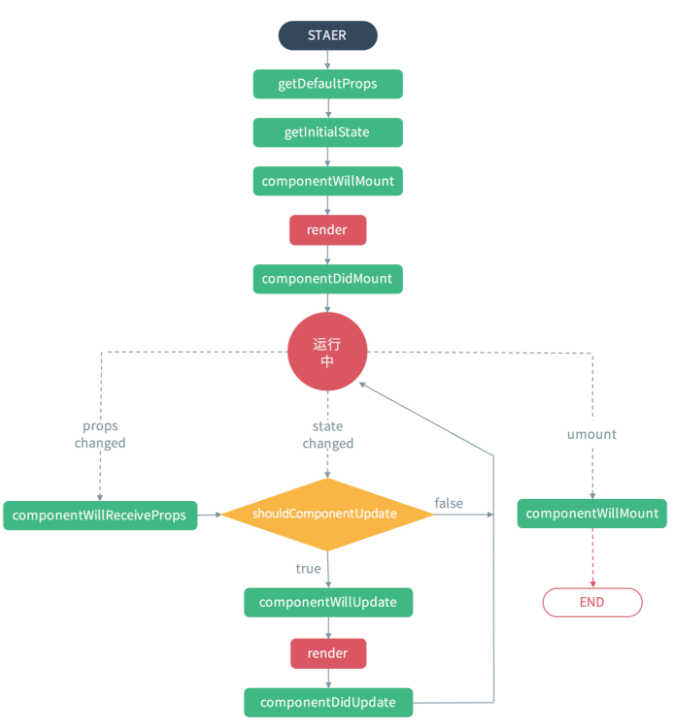 STAER
getDefaultProps
getInitialState
componentWillMount
render
componentDidMount
运行
中
props
changed
state
changed
umount
componentWillReceiveProps
shouldComponentUpdate
false
componentWillMount
true
componentWillUpdate
END
render
componentDidUpdate